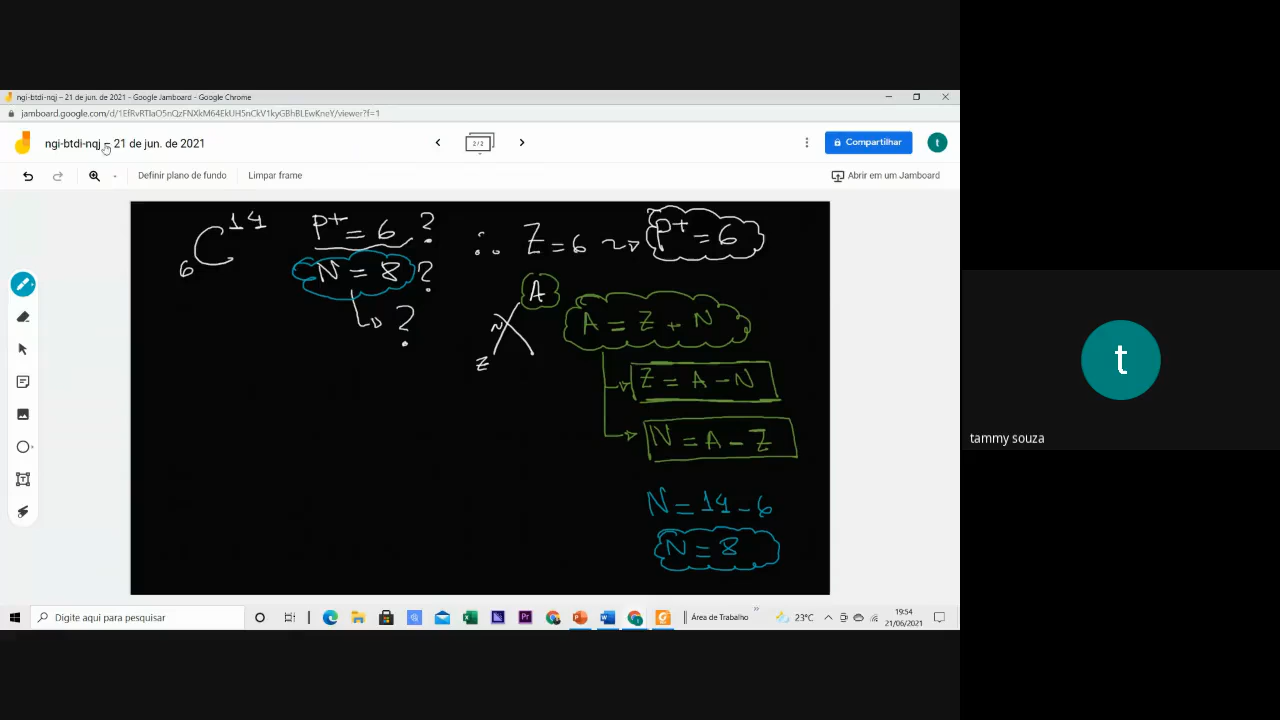 ngi-btdi-nqj – 21 de jun. de 2021 - Google Jamboard - Google Chrome
jamboard.google.com/d/1EfRvRTlaO5nQzFNXkM64EkUH5nCkV1kyGBhBLEwKneY/viewer?f=1
ngi-btdi-nqj – 21 de jun. de 2021
2/2
Compartilhar
t
Definir plano de fundo
Limpar frame
Abrir em um Jamboard
6 C 14
P+ = 6 ?
N = 8 ?
?
∴ Z = 6 ~> P+ = 6
A
N X
Z
A = Z + N
Z = A - N
N = A - Z
N = 14 - 6
N = 8
t
tammy souza
Digite aqui para pesquisar
Área de Trabalho
23°C
19:54
21/06/2021